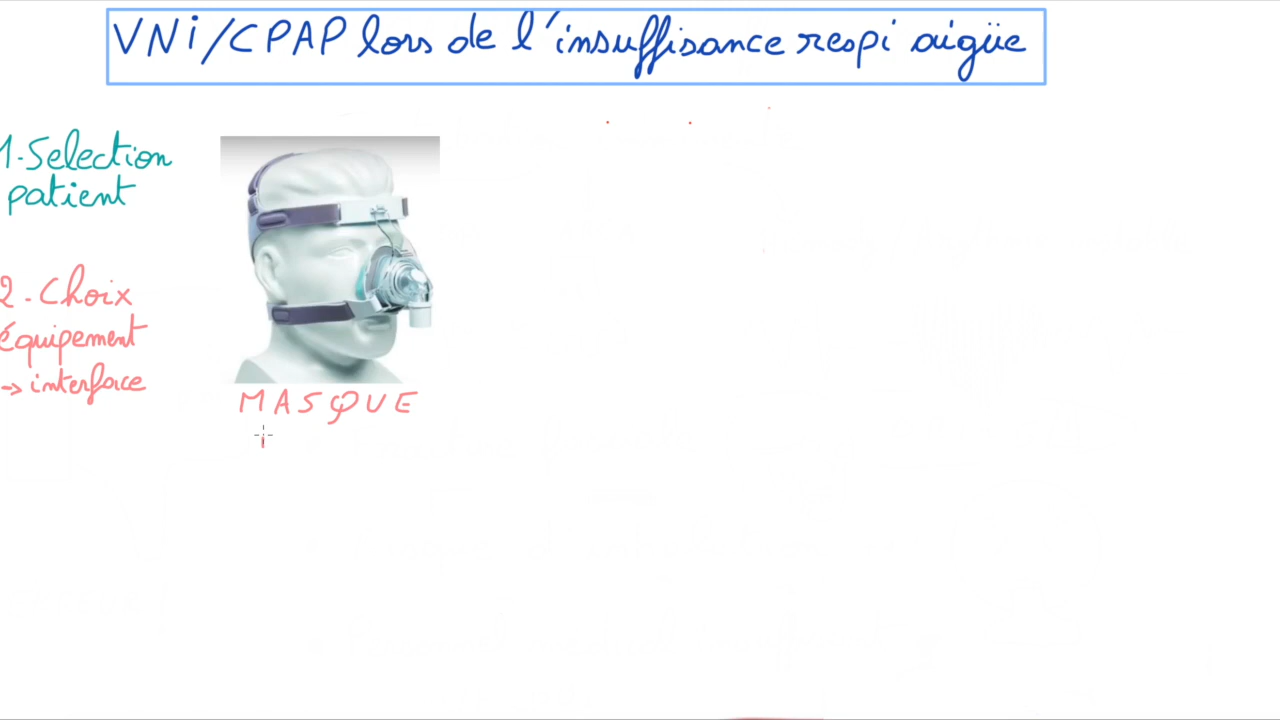 VNI/CPAP lors de l'insuffisance respi aigüe
1. Selection
patient
2. Choix
équipement
→ interface
MASQUE